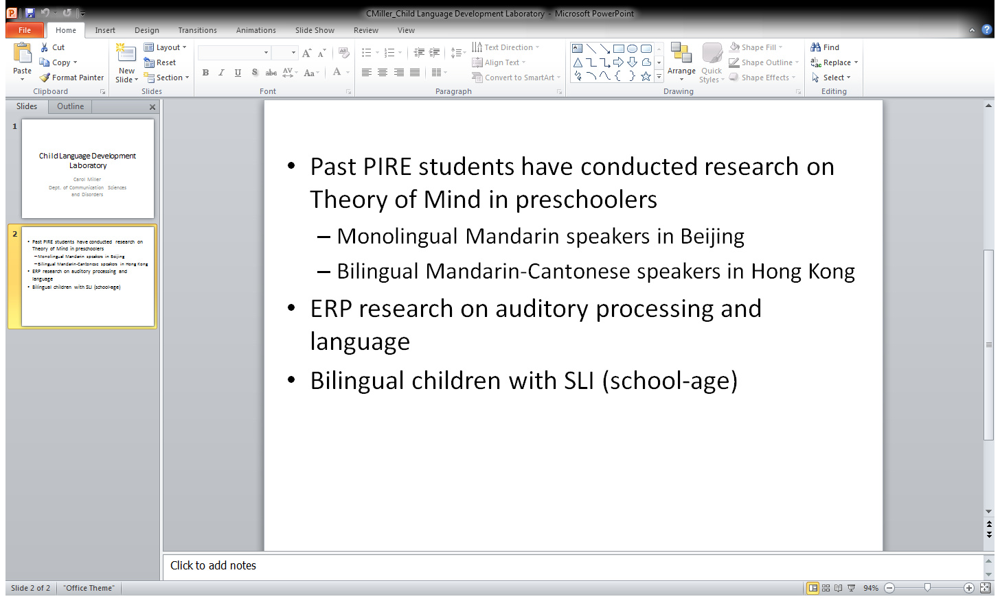 CMiller_Child Language Development Laboratory - Microsoft PowerPoint
File Home Insert Design Transitions Animations Slide Show Review View
Paste
Cut
Copy
Format Painter
Clipboard
New
Slide
Layout
Reset
Section
Slides
B I U S abc AV Aa A
Font
Text Direction
Align Text
Convert to SmartArt
Paragraph
Arrange
Quick
Styles
Shape Fill
Shape Outline
Shape Effects
Drawing
Find
Replace
Select
Editing
Slides Outline
1
Child Language Development
Laboratory
Carol Miller
Dept. of Communication Sciences
and Disorders
2
• Past PIRE students have conducted research on
Theory of Mind in preschoolers
– Monolingual Mandarin speakers in Beijing
– Bilingual Mandarin-Cantonese speakers in Hong Kong
• ERP research on auditory processing and
language
• Bilingual children with SLI (school-age)
• Past PIRE students have conducted research on
Theory of Mind in preschoolers
– Monolingual Mandarin speakers in Beijing
– Bilingual Mandarin-Cantonese speakers in Hong Kong
• ERP research on auditory processing and
language
• Bilingual children with SLI (school-age)
Click to add notes
Slide 2 of 2 "Office Theme" 94%